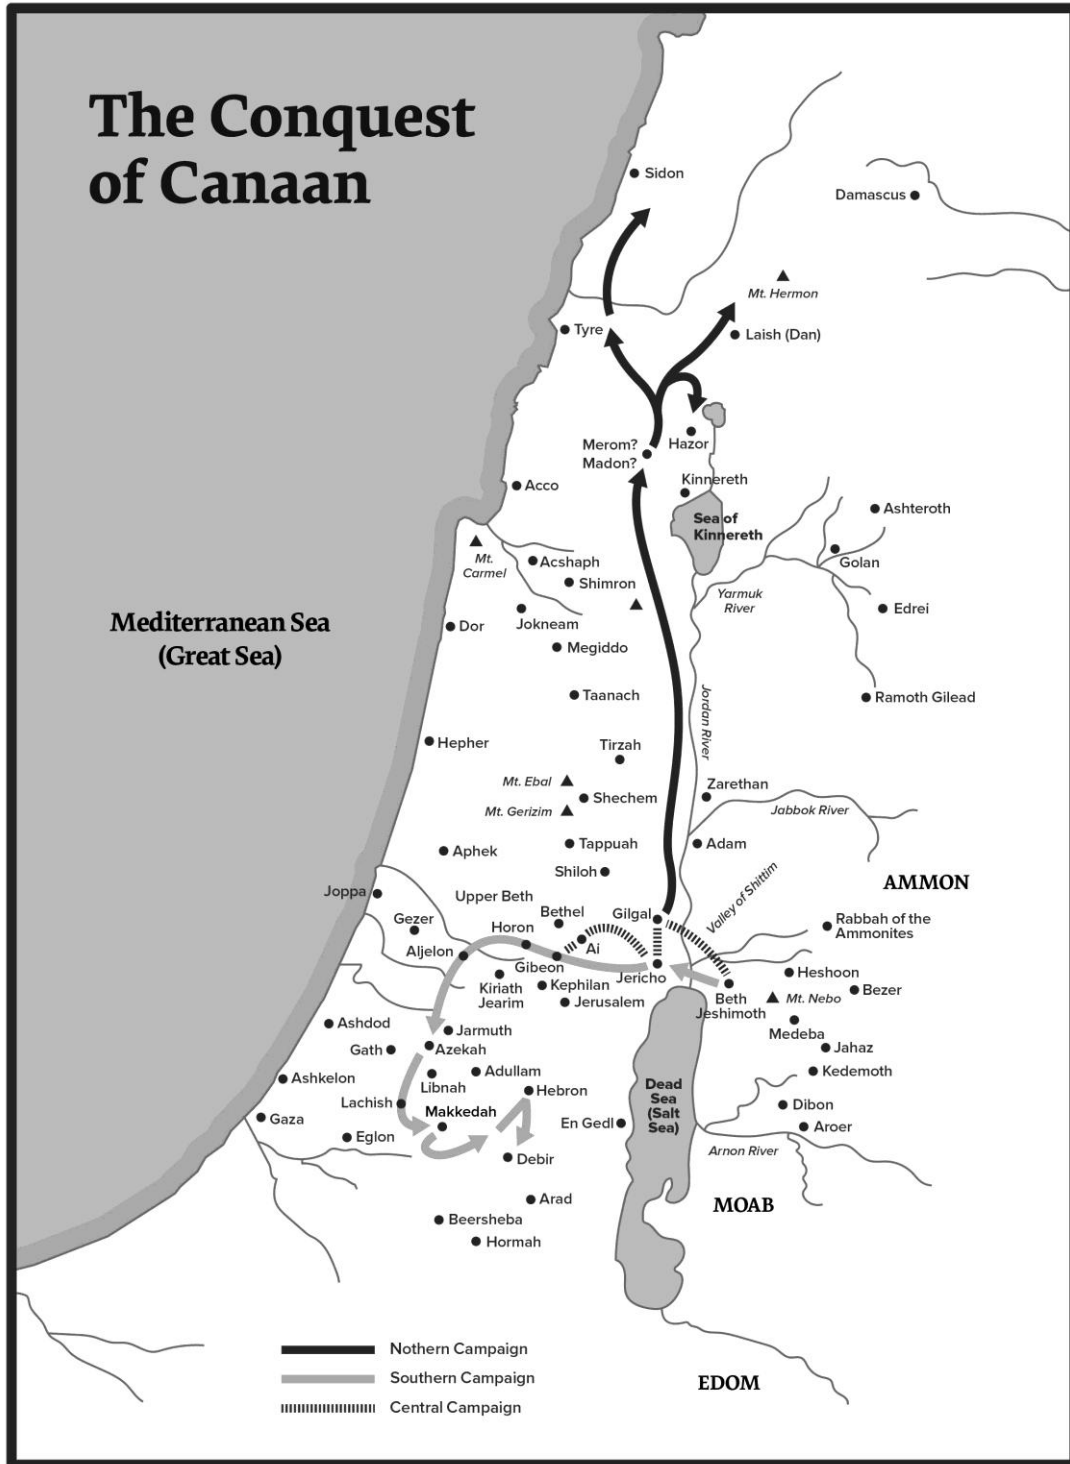 The Conquest
of Canaan
Sidon
Damascus
Mt. Hermon
Tyre
Laish (Dan)
Hazor
Merom?
Madon?
Kinnereth
Acco
Sea of
Kinnereth
Ashteroth
Mt.
Carmel
Acshaph
Golan
Shimron
Yarmuk
River
Edrei
Jokneam
Dor
Mediterranean Sea
(Great Sea)
Megiddo
Taanach
Ramoth Gilead
Jordan River
Hepher
Tirzah
Mt. Ebal
Zarethan
Shechem
Mt. Gerizim
Jabbok River
Tappuah
Adam
Aphek
Shiloh
Valley of Shittim
AMMON
Joppa
Upper Beth
Horon
Gezer
Bethel
Gilgal
Rabbah of the
Ammonites
Ai
Aljelon
Gibeon
Jericho
Heshoon
Kiriath
Jearim
Kephilan
Bezer
Beth
Jeshimoth
Mt. Nebo
Jerusalem
Medeba
Ashdod
Jarmuth
Gath
Azekah
Jahaz
Adullam
Kedemoth
Ashkelon
Libnah
Hebron
Dead
Sea
(Salt
Sea)
Lachish
Makkedah
Dibon
Gaza
En Gedl
Aroer
Eglon
Arnon River
Debir
Arad
MOAB
Beersheba
Hormah
Nothern Campaign
Southern Campaign
Central Campaign
EDOM